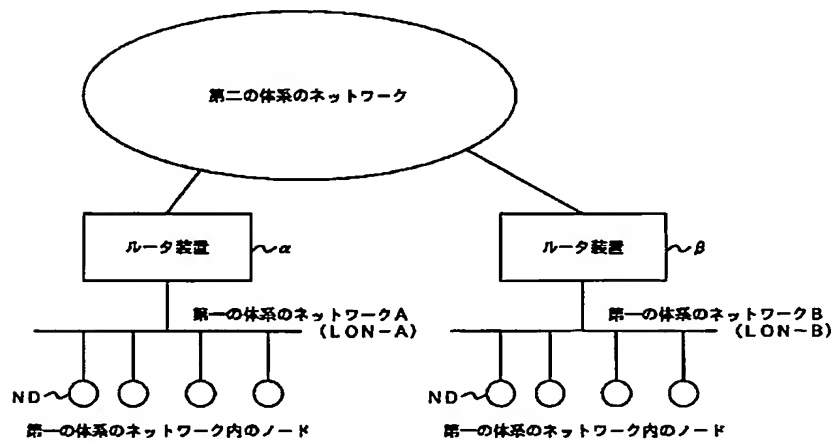 第二の体系のネットワーク
ルータ装置
α
ルータ装置
β
第一の体系のネットワークA
(LON-A)
第一の体系のネットワークB
(LON-B)
ND
ND
第一の体系のネットワーク内のノード
第一の体系のネットワーク内のノード